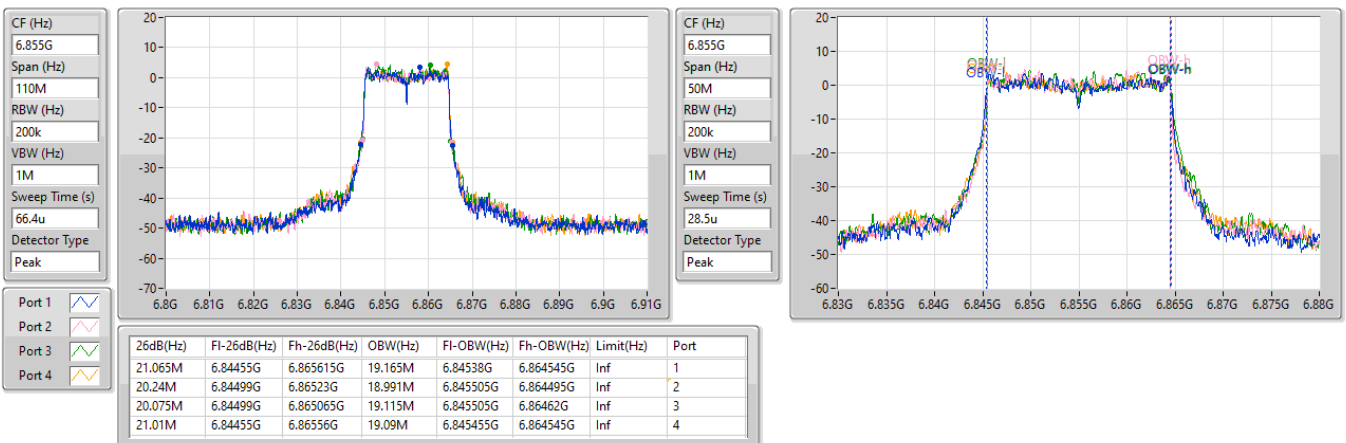 CF (Hz)
6.855G
Span (Hz)
110M
RBW (Hz)
200k
VBW (Hz)
1M
Sweep Time (s)
66.4u
Detector Type
Peak
20
10
0
-10
-20
-30
-40
-50
-60
-70
6.8G 6.81G 6.82G 6.83G 6.84G 6.85G 6.86G 6.87G 6.88G 6.89G 6.9G 6.91G
CF (Hz)
6.855G
Span (Hz)
50M
RBW (Hz)
200k
VBW (Hz)
1M
Sweep Time (s)
28.5u
Detector Type
Peak
20
10
0
-10
-20
-30
-40
-50
-60
OBW-l
OBW-h
6.83G 6.835G 6.84G 6.845G 6.85G 6.855G 6.86G 6.865G 6.87G 6.875G 6.88G
Port 1
Port 2
Port 3
Port 4
26dB(Hz) Fl-26dB(Hz) Fh-26dB(Hz) OBW(Hz) Fl-OBW(Hz) Fh-OBW(Hz) Limit(Hz) Port
21.065M 6.84455G 6.865615G 19.165M 6.84538G 6.864545G Inf 1
20.24M 6.84499G 6.86523G 18.991M 6.845505G 6.864495G Inf 2
20.075M 6.84499G 6.865065G 19.115M 6.845505G 6.86462G Inf 3
21.01M 6.84455G 6.86556G 19.09M 6.845455G 6.864545G Inf 4